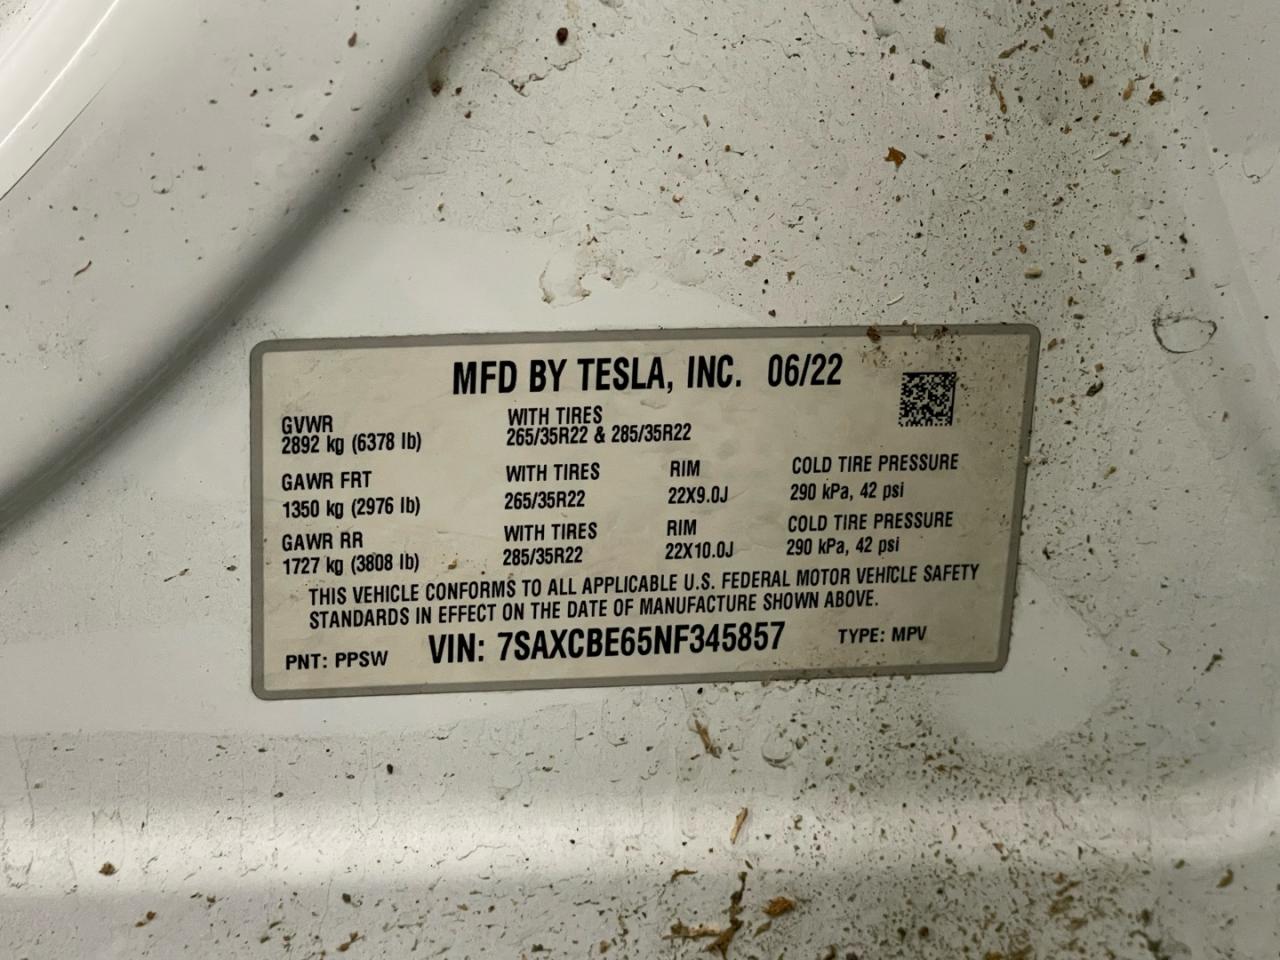 MFD BY TESLA, INC. 06/22
GVWR WITH TIRES
2892 kg (6378 lb) 265/35R22 & 285/35R22
GAWR FRT WITH TIRES RIM COLD TIRE PRESSURE
1350 kg (2976 lb) 265/35R22 22X9.0J 290 kPa, 42 psi
GAWR RR WITH TIRES RIM COLD TIRE PRESSURE
1727 kg (3808 lb) 285/35R22 22X10.0J 290 kPa, 42 psi
THIS VEHICLE CONFORMS TO ALL APPLICABLE U.S. FEDERAL MOTOR VEHICLE SAFETY
STANDARDS IN EFFECT ON THE DATE OF MANUFACTURE SHOWN ABOVE.
PNT: PPSW VIN: 7SAXCBE65NF345857 TYPE: MPV